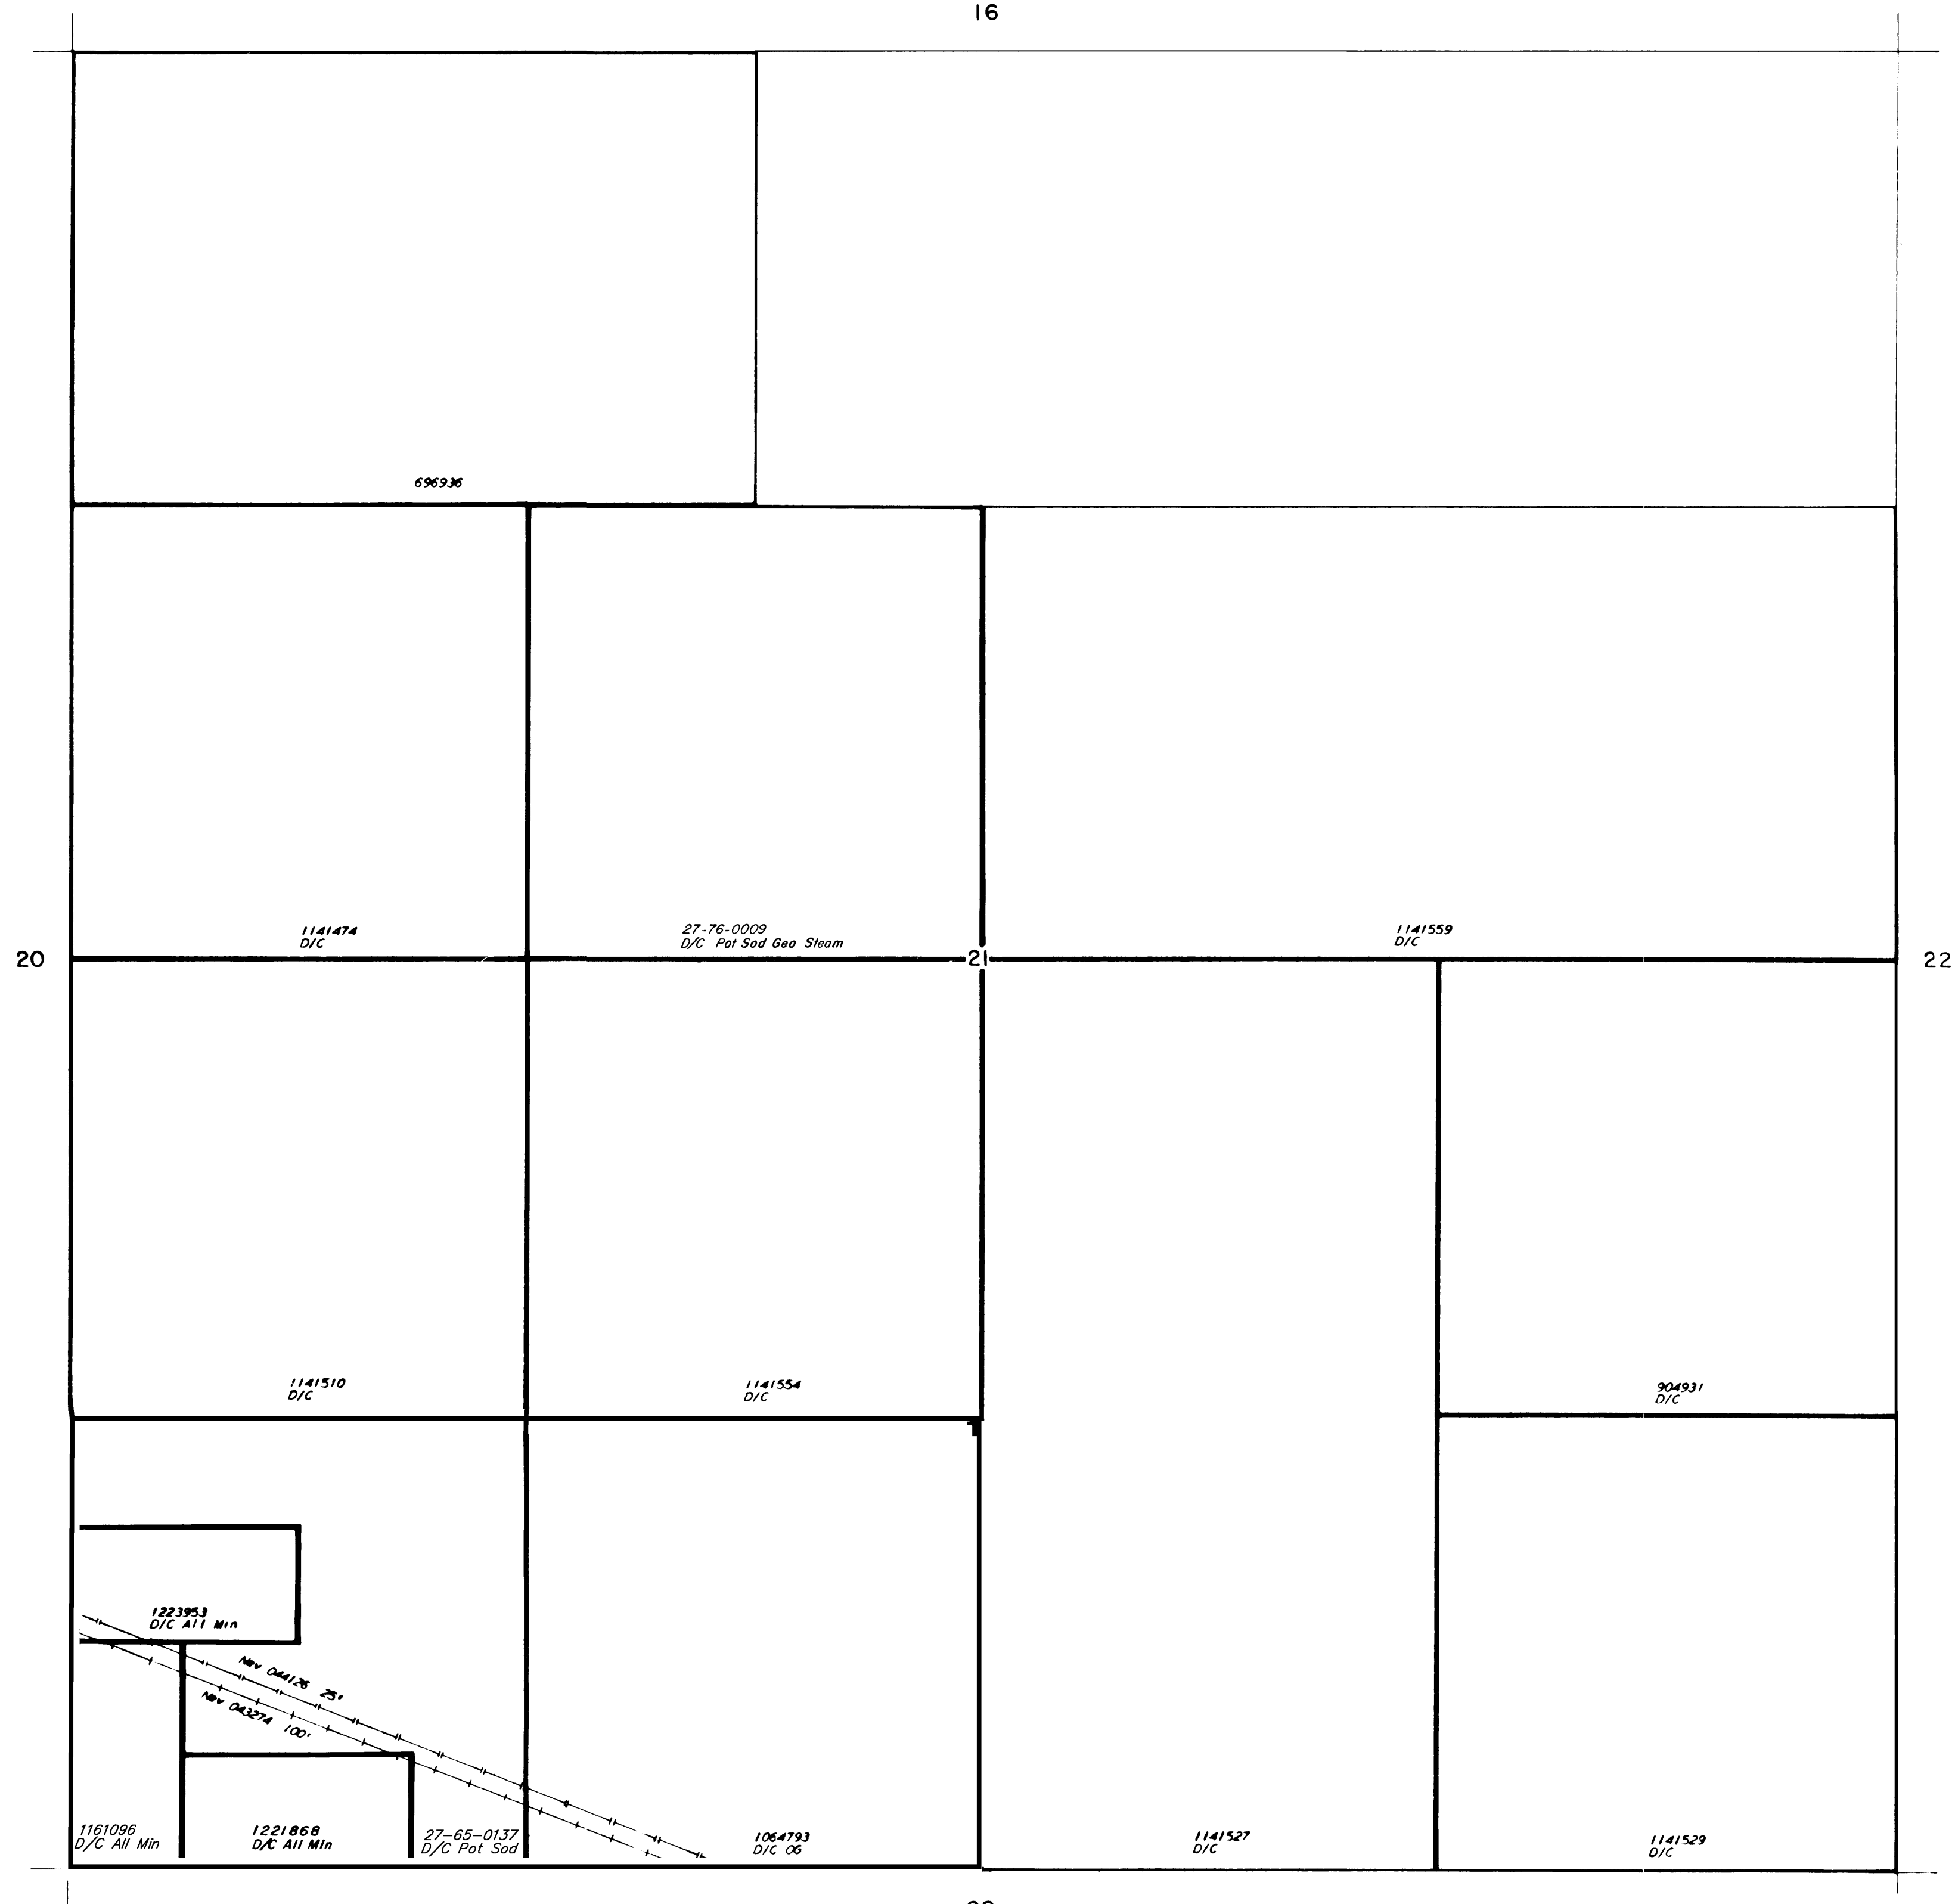 16
696936
1141474
D/C
27-76-0009
D/C Pot Sod Geo Steam
1141559
D/C
20
21
22
1141510
D/C
1141554
D/C
904931
D/C
1223953
D/C All Min
Nev 044126 25'
Nev 043274 100'
1161096
D/C All Min
1221868
D/C All Min
27-65-0137
D/C Pot Sod
1064793
D/C OG
1141527
D/C
1141529
D/C